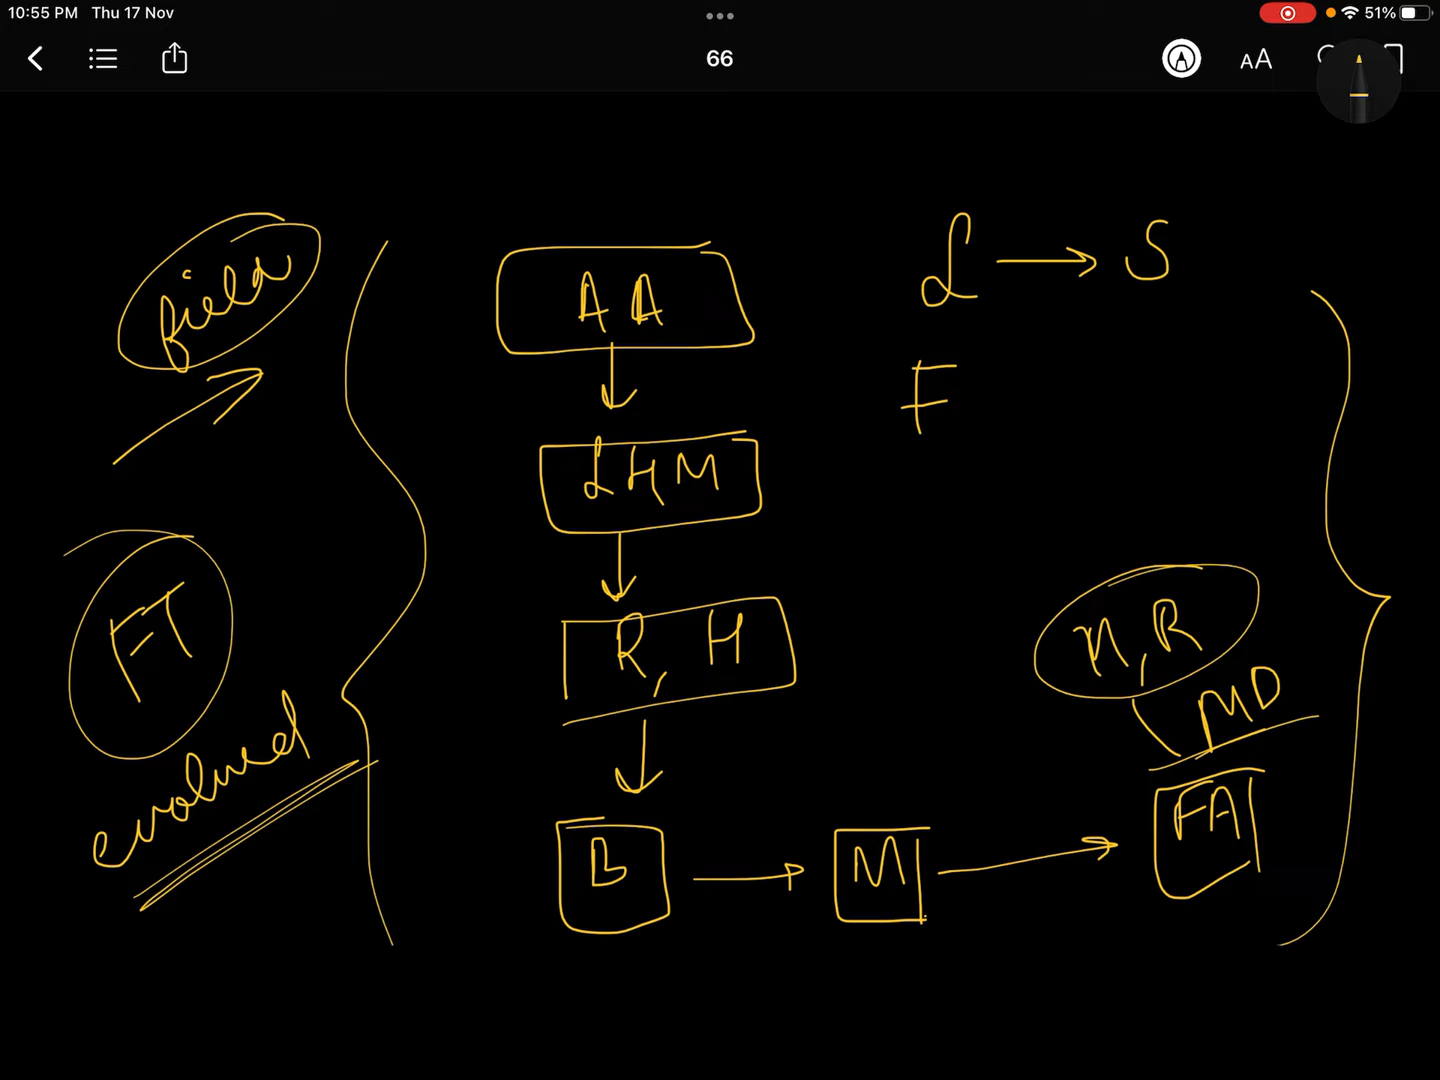 10:55 PM Thu 17 Nov
51%
66
AA
field
AA
L → S
F
LHM
R, H
FT
M, R
MD
evolved
B → M → FA